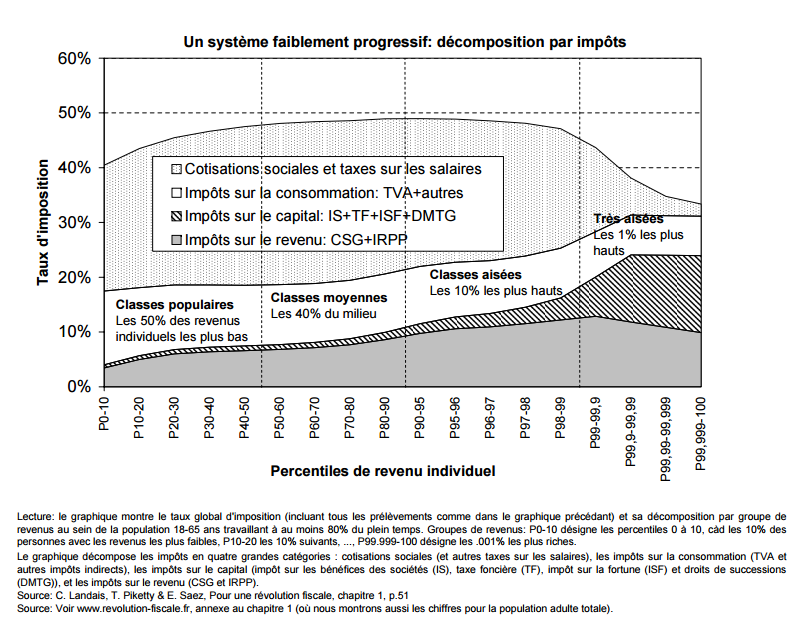 Un système faiblement progressif: décomposition par impôts
60%
50%
40%
30%
20%
10%
0%
Taux d'imposition
Cotisations sociales et taxes sur les salaires
Impôts sur la consommation: TVA+autres
Impôts sur le capital: IS+TF+ISF+DMTG
Impôts sur le revenu: CSG+IRPP
Classes populaires
Les 50% des revenus
individuels les plus bas
Classes moyennes
Les 40% du milieu
Classes aisées
Les 10% les plus hauts
Très aisées
Les 1% les plus
hauts
P0-10
P10-20
P20-30
P30-40
P40-50
P50-60
P60-70
P70-80
P80-90
P90-95
P95-96
P96-97
P97-98
P98-99
P99-99,9
P99,9-99,99
P99,99-99,999
P99,999-100
Percentiles de revenu individuel
Lecture: le graphique montre le taux global d'imposition (incluant tous les prélèvements comme dans le graphique précédant) et sa décomposition par groupe de
revenus au sein de la population 18-65 ans travaillant à au moins 80% du plein temps. Groupes de revenus: P0-10 désigne les percentiles 0 à 10, càd les 10% des
personnes avec les revenus les plus faibles, P10-20 les 10% suivants, ..., P99.999-100 désigne les .001% les plus riches.
Le graphique décompose les impôts en quatre grandes catégories : cotisations sociales (et autres taxes sur les salaires), les impôts sur la consommation (TVA et
autres impôts indirects), les impôts sur le capital (impôt sur les bénéfices des sociétés (IS), taxe foncière (TF), impôt sur la fortune (ISF) et droits de successions
(DMTG)), et les impôts sur le revenu (CSG et IRPP).
Source: C. Landais, T. Piketty & E. Saez, Pour une révolution fiscale, chapitre 1, p.51
Source: Voir www.revolution-fiscale.fr, annexe au chapitre 1 (où nous montrons aussi les chiffres pour la population adulte totale).